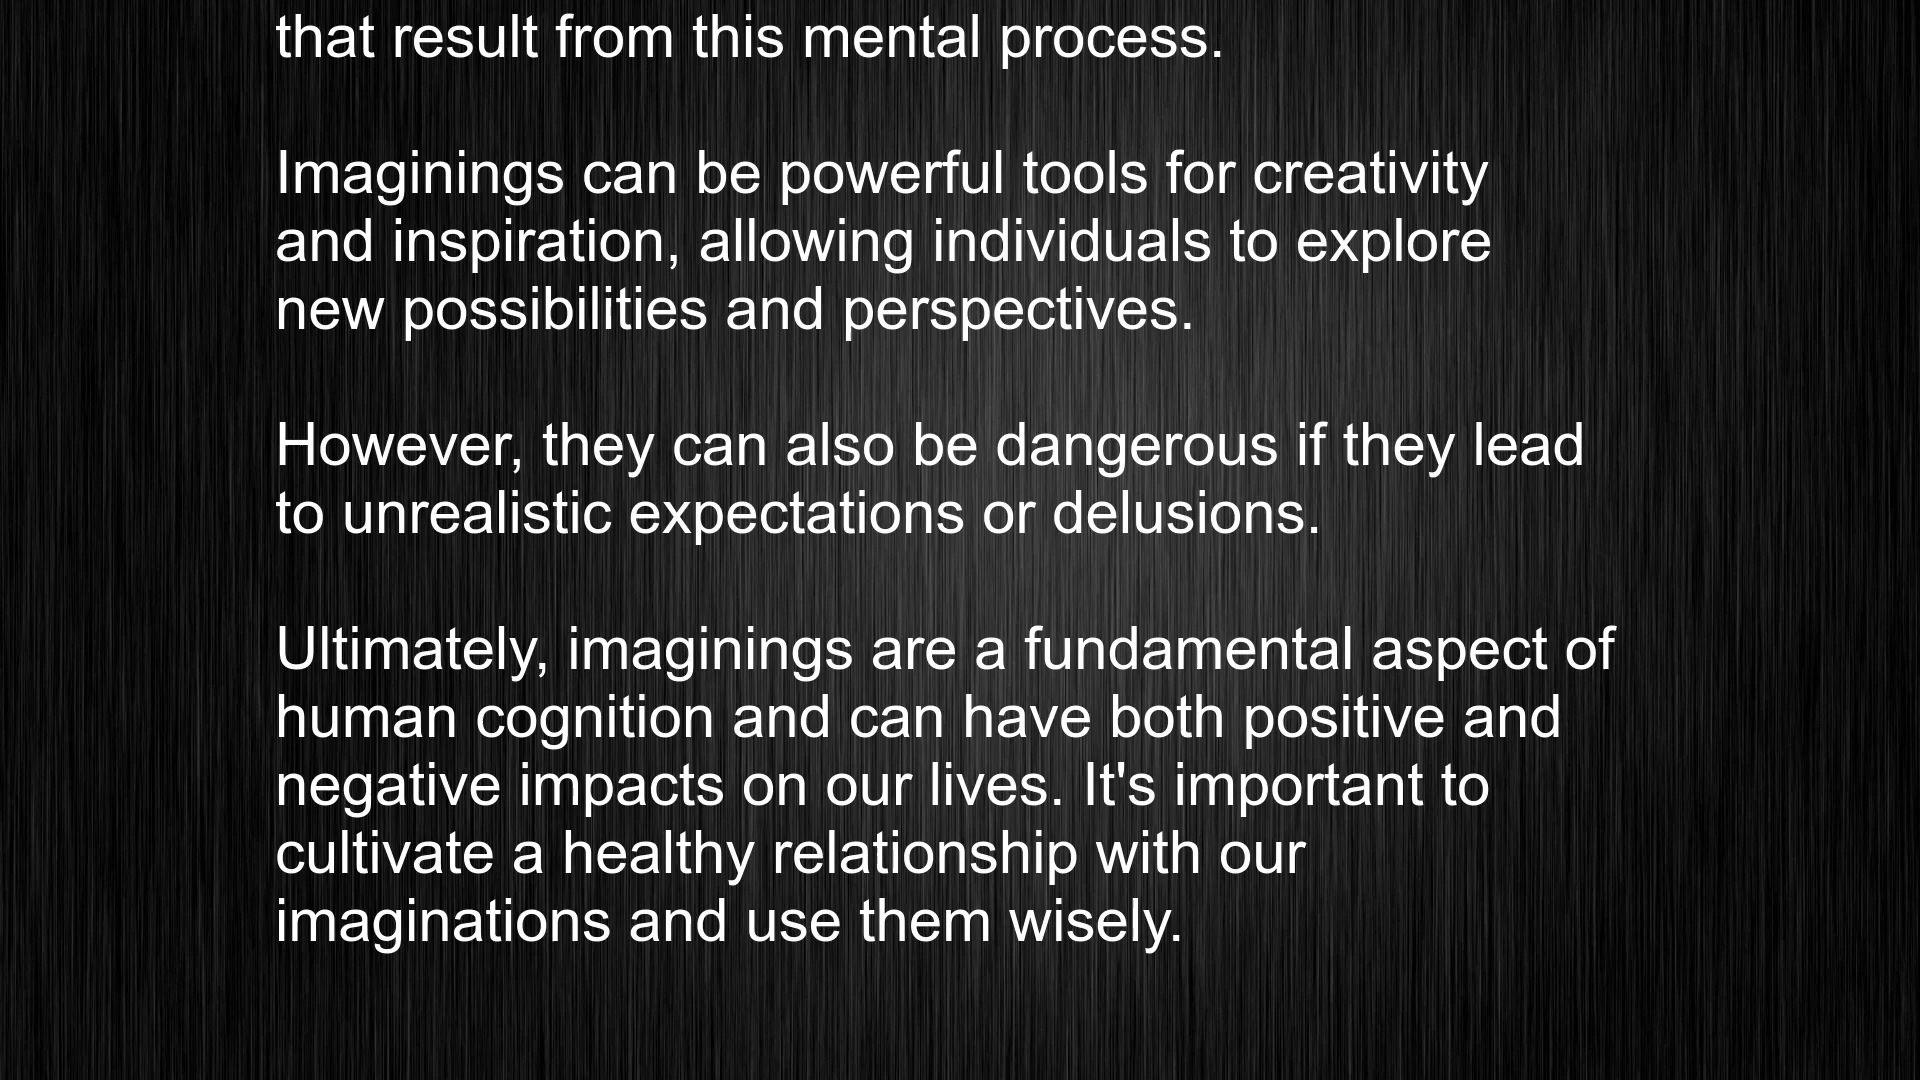 that result from this mental process.
Imaginings can be powerful tools for creativity
and inspiration, allowing individuals to explore
new possibilities and perspectives.
However, they can also be dangerous if they lead
to unrealistic expectations or delusions.
Ultimately, imaginings are a fundamental aspect of
human cognition and can have both positive and
negative impacts on our lives. It's important to
cultivate a healthy relationship with our
imaginations and use them wisely.